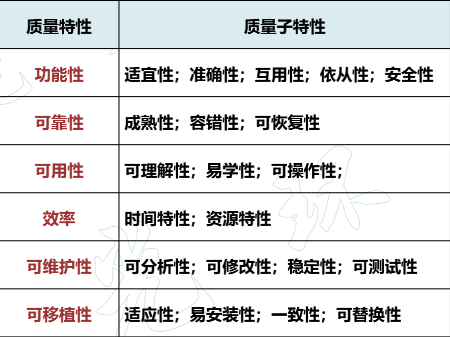 质量特性 质量子特性
功能性 适宜性；准确性；互用性；依从性；安全性
可靠性 成熟性；容错性；可恢复性
可用性 可理解性；易学性；可操作性；
效率 时间特性；资源特性
可维护性 可分析性；可修改性；稳定性；可测试性
可移植性 适应性；易安装性；一致性；可替换性